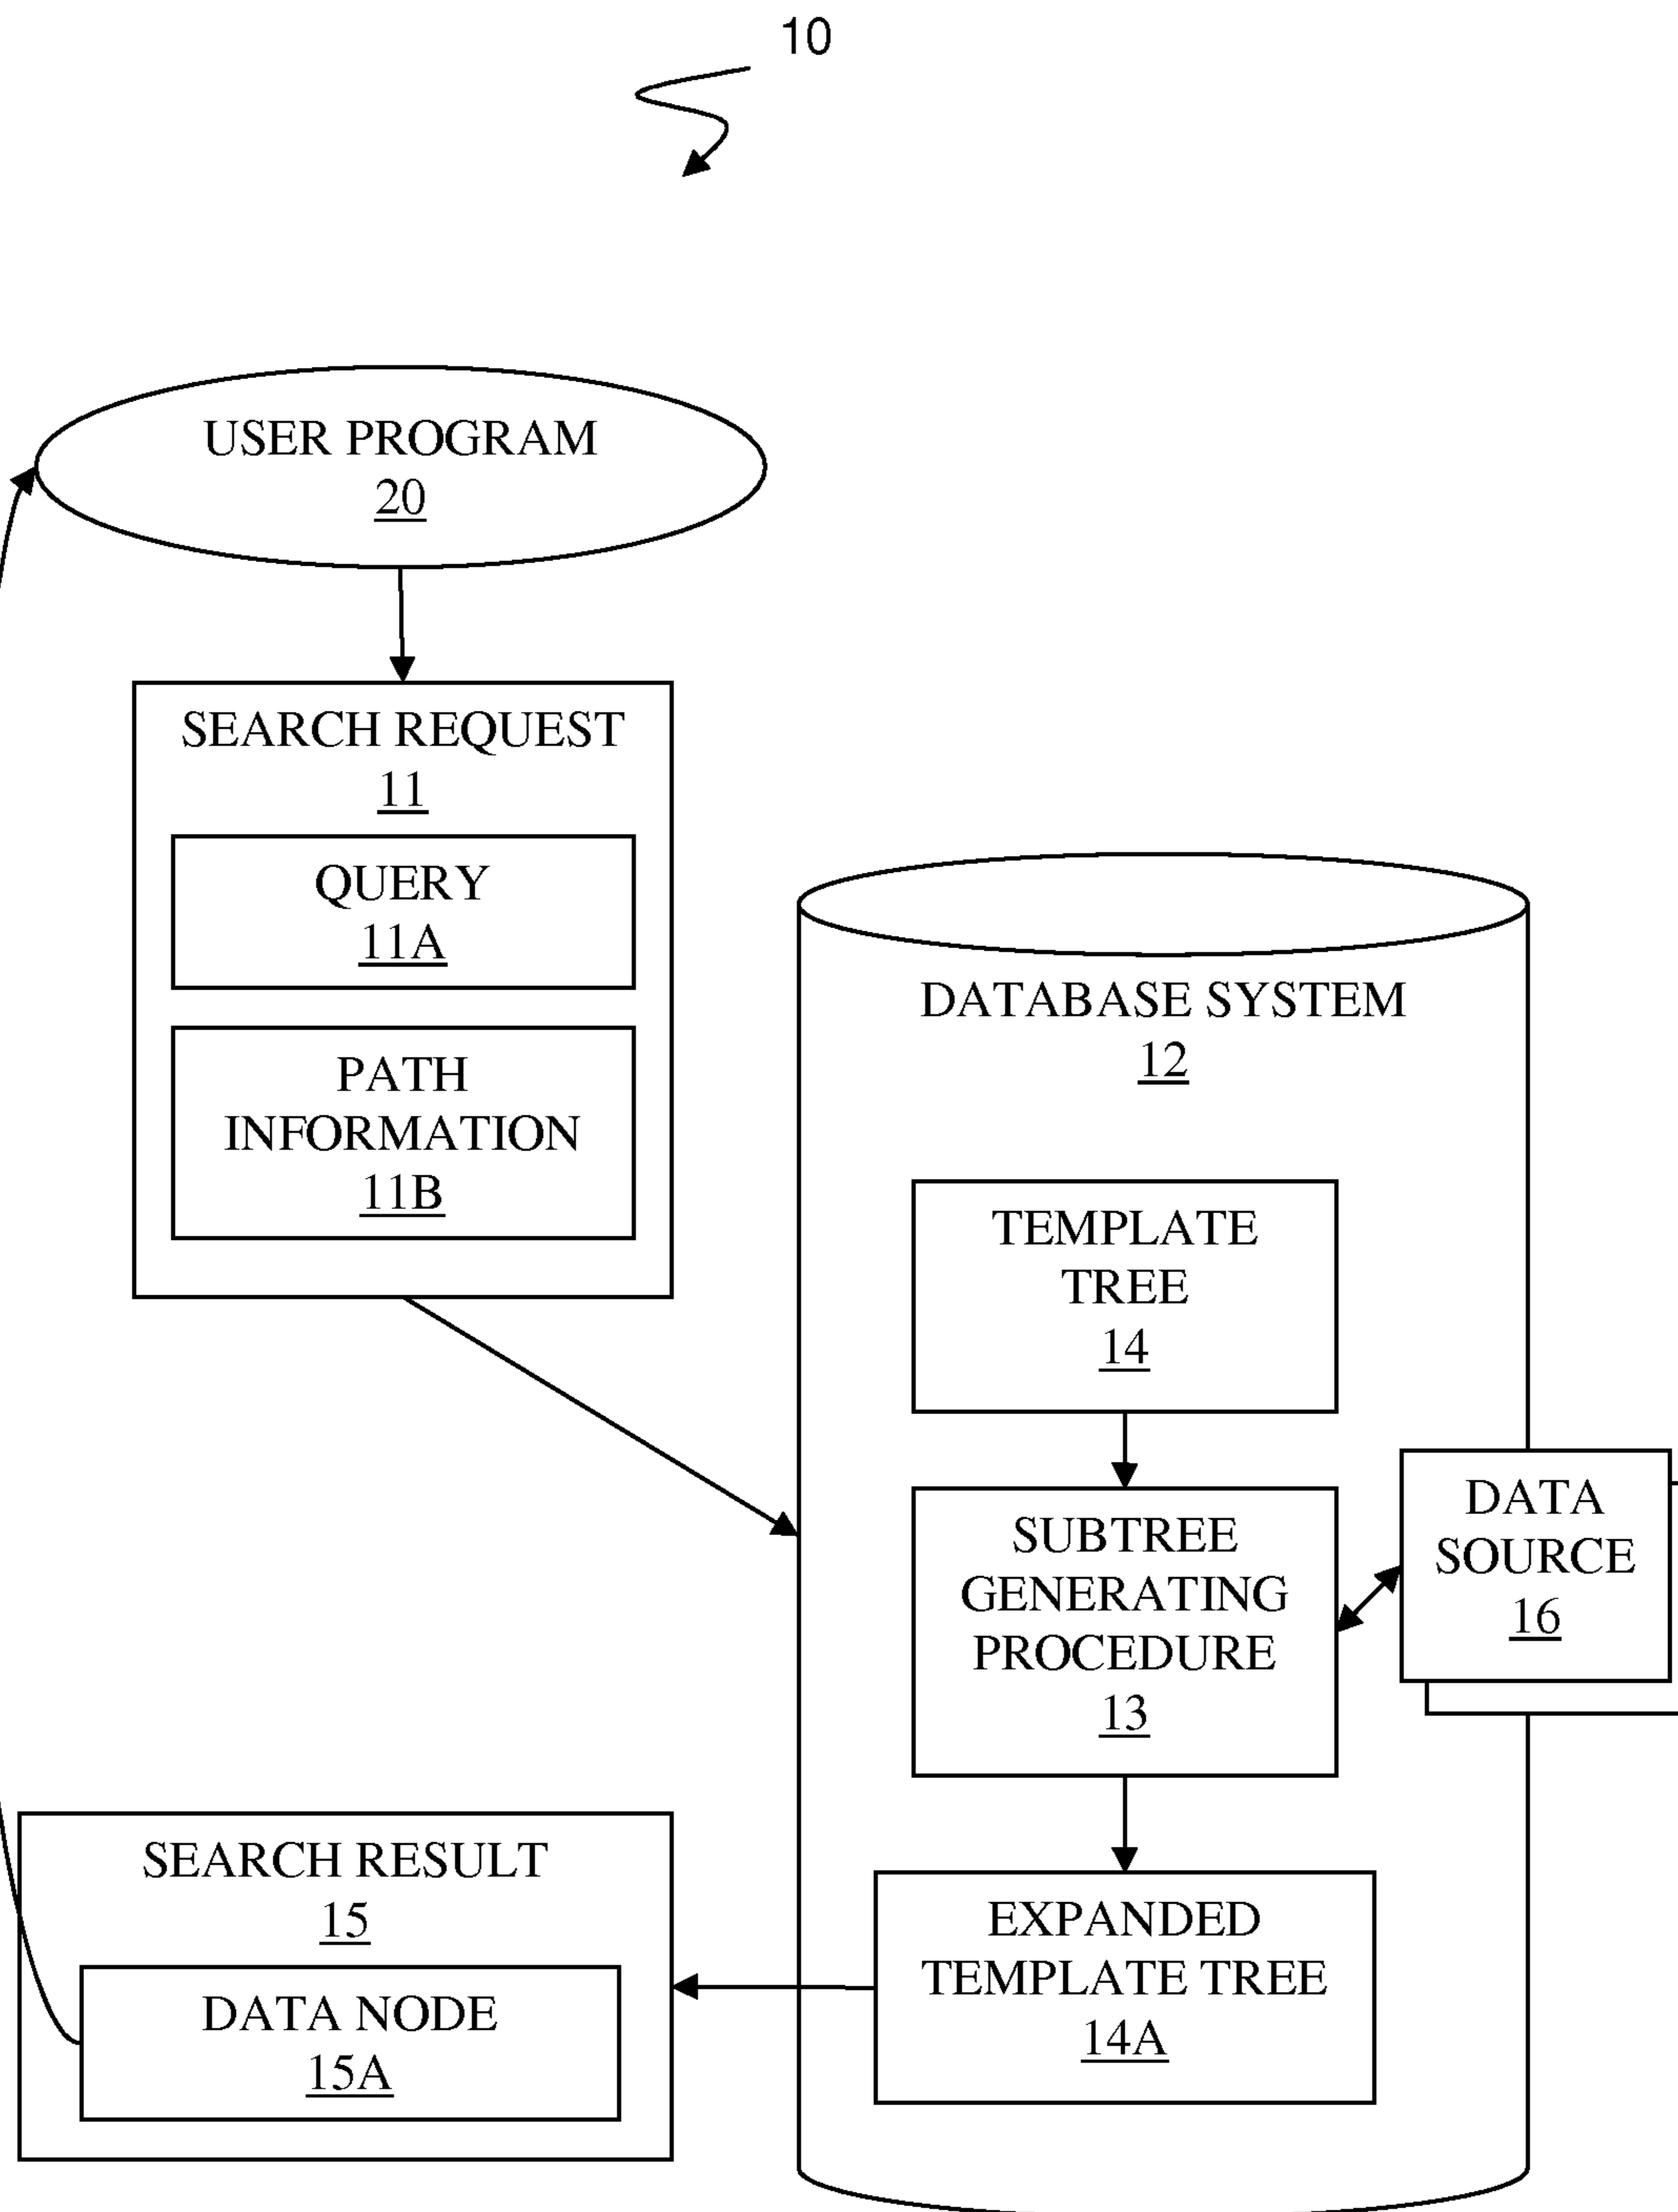 10
USER PROGRAM
20
SEARCH REQUEST
11
QUERY
11A
PATH
INFORMATION
11B
DATABASE SYSTEM
12
TEMPLATE
TREE
14
SUBTREE
GENERATING
PROCEDURE
13
DATA
SOURCE
16
SEARCH RESULT
15
DATA NODE
15A
EXPANDED
TEMPLATE TREE
14A